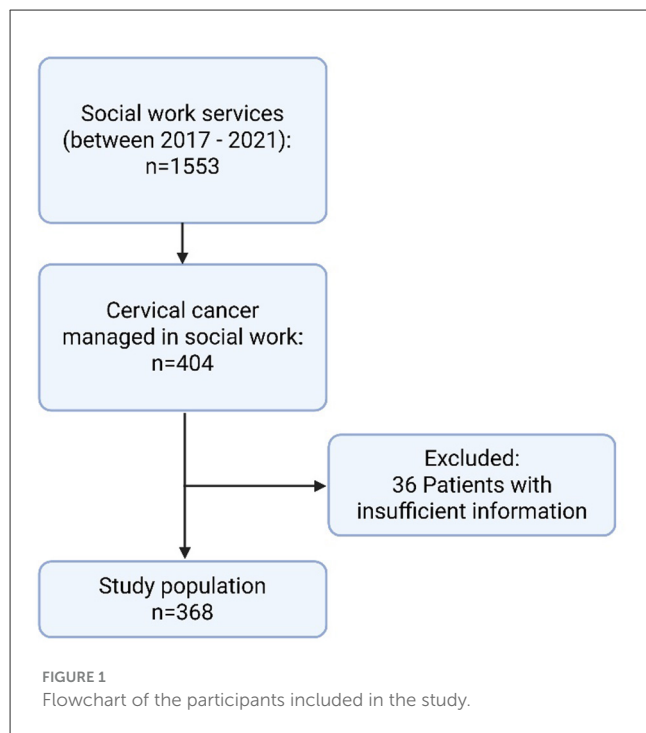 Social work services
(between 2017 - 2021):
n=1553
Cervical cancer
managed in social work:
n=404
Excluded:
36 Patients with
insufficient information
Study population
n=368
FIGURE 1
Flowchart of the participants included in the study.